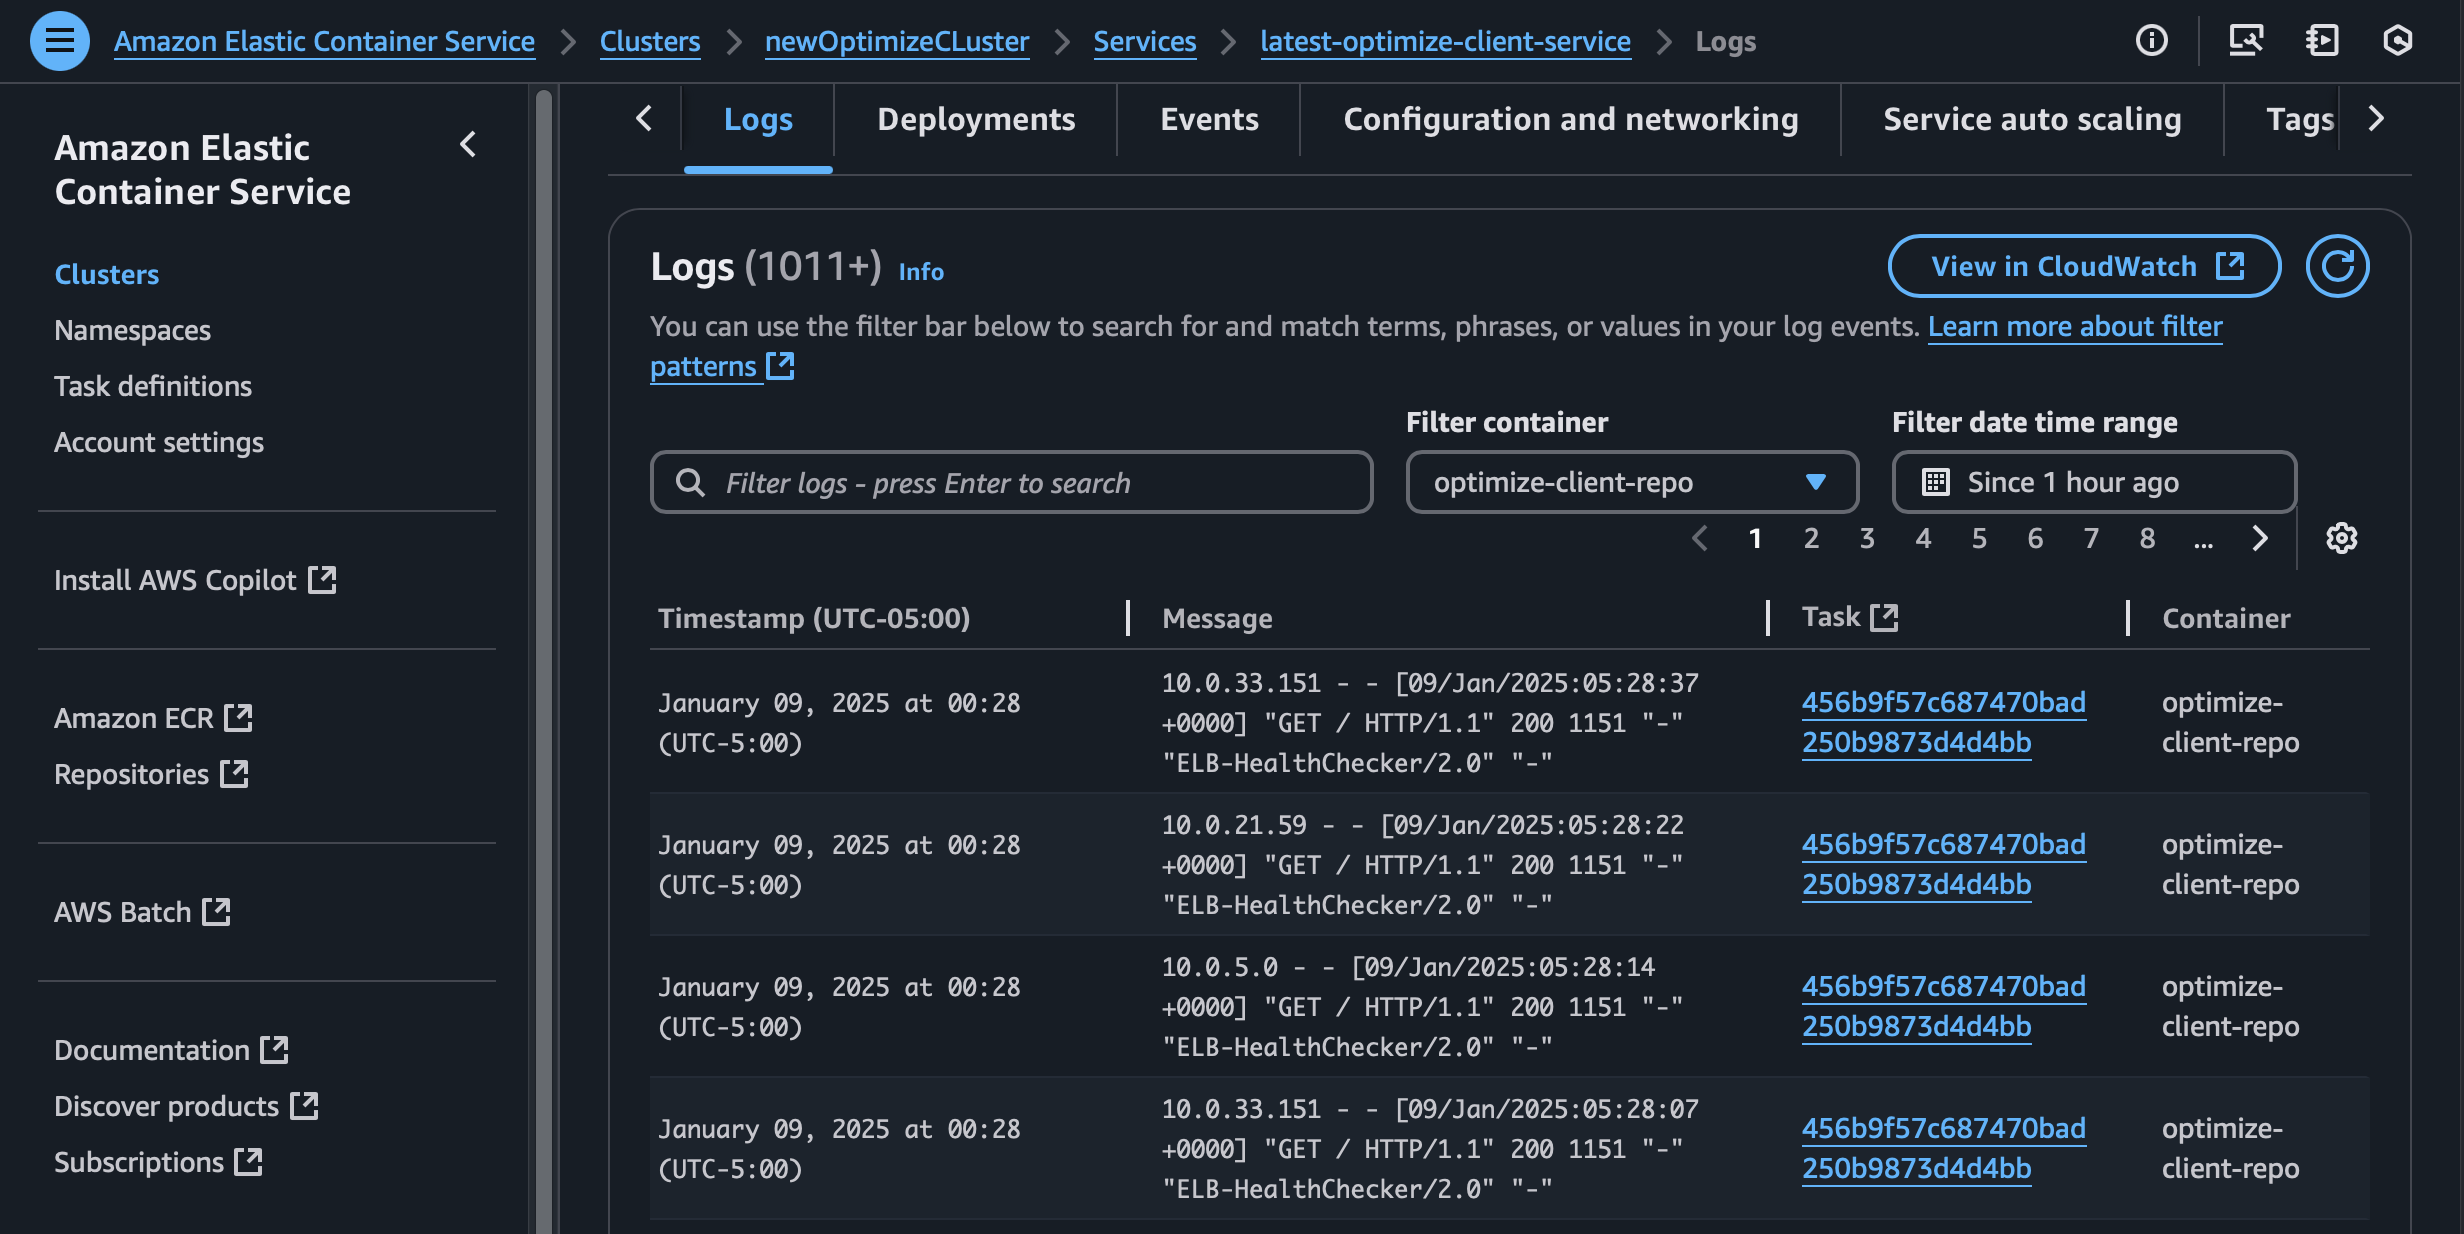 Amazon Elastic Container Service > Clusters > newOptimizeCLuster > Services > latest-optimize-client-service > Logs
Amazon Elastic
Container Service
Clusters
Namespaces
Task definitions
Account settings
Install AWS Copilot
Amazon ECR
Repositories
AWS Batch
Documentation
Discover products
Subscriptions
Logs Deployments Events Configuration and networking Service auto scaling Tags
Logs (1011+) Info
View in CloudWatch
You can use the filter bar below to search for and match terms, phrases, or values in your log events. Learn more about filter
patterns
Filter container Filter date time range
Filter logs - press Enter to search optimize-client-repo Since 1 hour ago
1 2 3 4 5 6 7 8 ...
Timestamp (UTC-05:00) Message Task Container
January 09, 2025 at 00:28
(UTC-5:00)
10.0.33.151 - - [09/Jan/2025:05:28:37
+0000] "GET / HTTP/1.1" 200 1151 "-"
"ELB-HealthChecker/2.0" "-"
456b9f57c687470bad
250b9873d4d4bb
optimize-
client-repo
January 09, 2025 at 00:28
(UTC-5:00)
10.0.21.59 - - [09/Jan/2025:05:28:22
+0000] "GET / HTTP/1.1" 200 1151 "-"
"ELB-HealthChecker/2.0" "-"
456b9f57c687470bad
250b9873d4d4bb
optimize-
client-repo
January 09, 2025 at 00:28
(UTC-5:00)
10.0.5.0 - - [09/Jan/2025:05:28:14
+0000] "GET / HTTP/1.1" 200 1151 "-"
"ELB-HealthChecker/2.0" "-"
456b9f57c687470bad
250b9873d4d4bb
optimize-
client-repo
January 09, 2025 at 00:28
(UTC-5:00)
10.0.33.151 - - [09/Jan/2025:05:28:07
+0000] "GET / HTTP/1.1" 200 1151 "-"
"ELB-HealthChecker/2.0" "-"
456b9f57c687470bad
250b9873d4d4bb
optimize-
client-repo